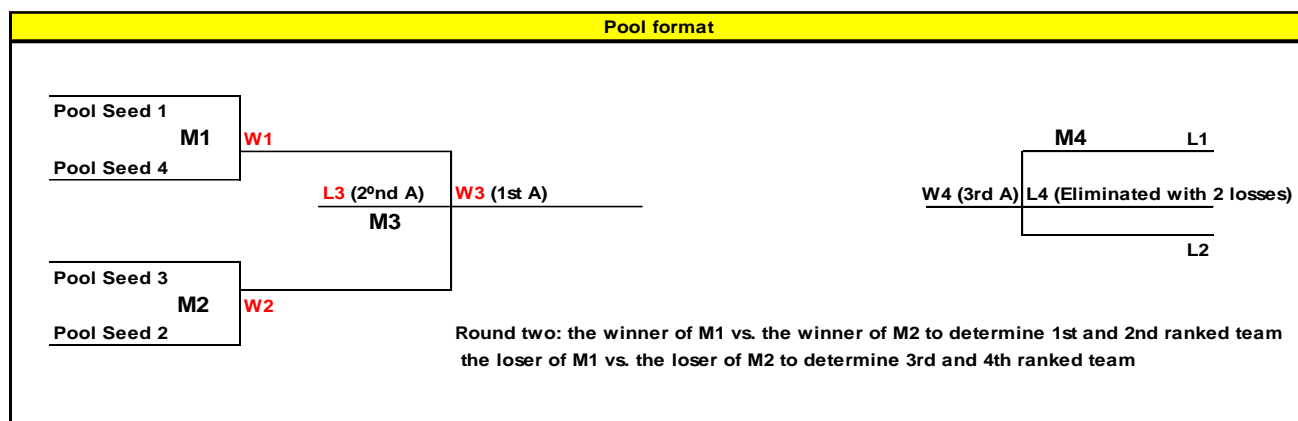 Pool format
Pool Seed 1
M1
W1
Pool Seed 4
L3 (2ºnd A)
W3 (1st A)
M3
Pool Seed 3
M2
W2
Pool Seed 2
M4
L1
W4 (3rd A)
L4 (Eliminated with 2 losses)
L2
Round two: the winner of M1 vs. the winner of M2 to determine 1st and 2nd ranked team
the loser of M1 vs. the loser of M2 to determine 3rd and 4th ranked team